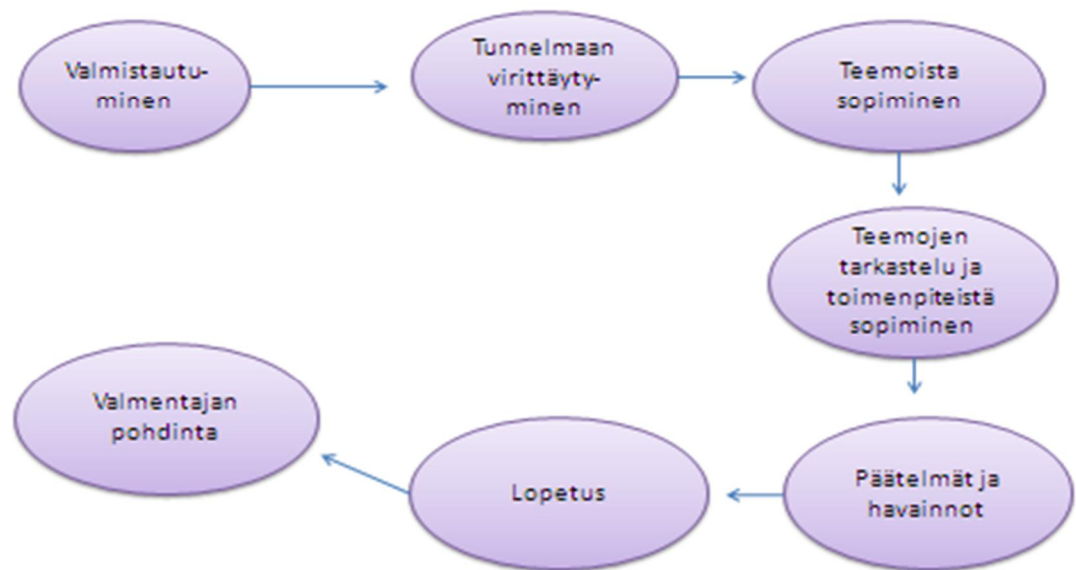 Valmistautu-
minen
Tunnelmaan
virittäyty-
minen
Teemoista
sopiminen
Teemojen
tarkastelu ja
toimenpiteistä
sopiminen
Päätelmät ja
havainnot
Lopetus
Valmentajan
pohdinta